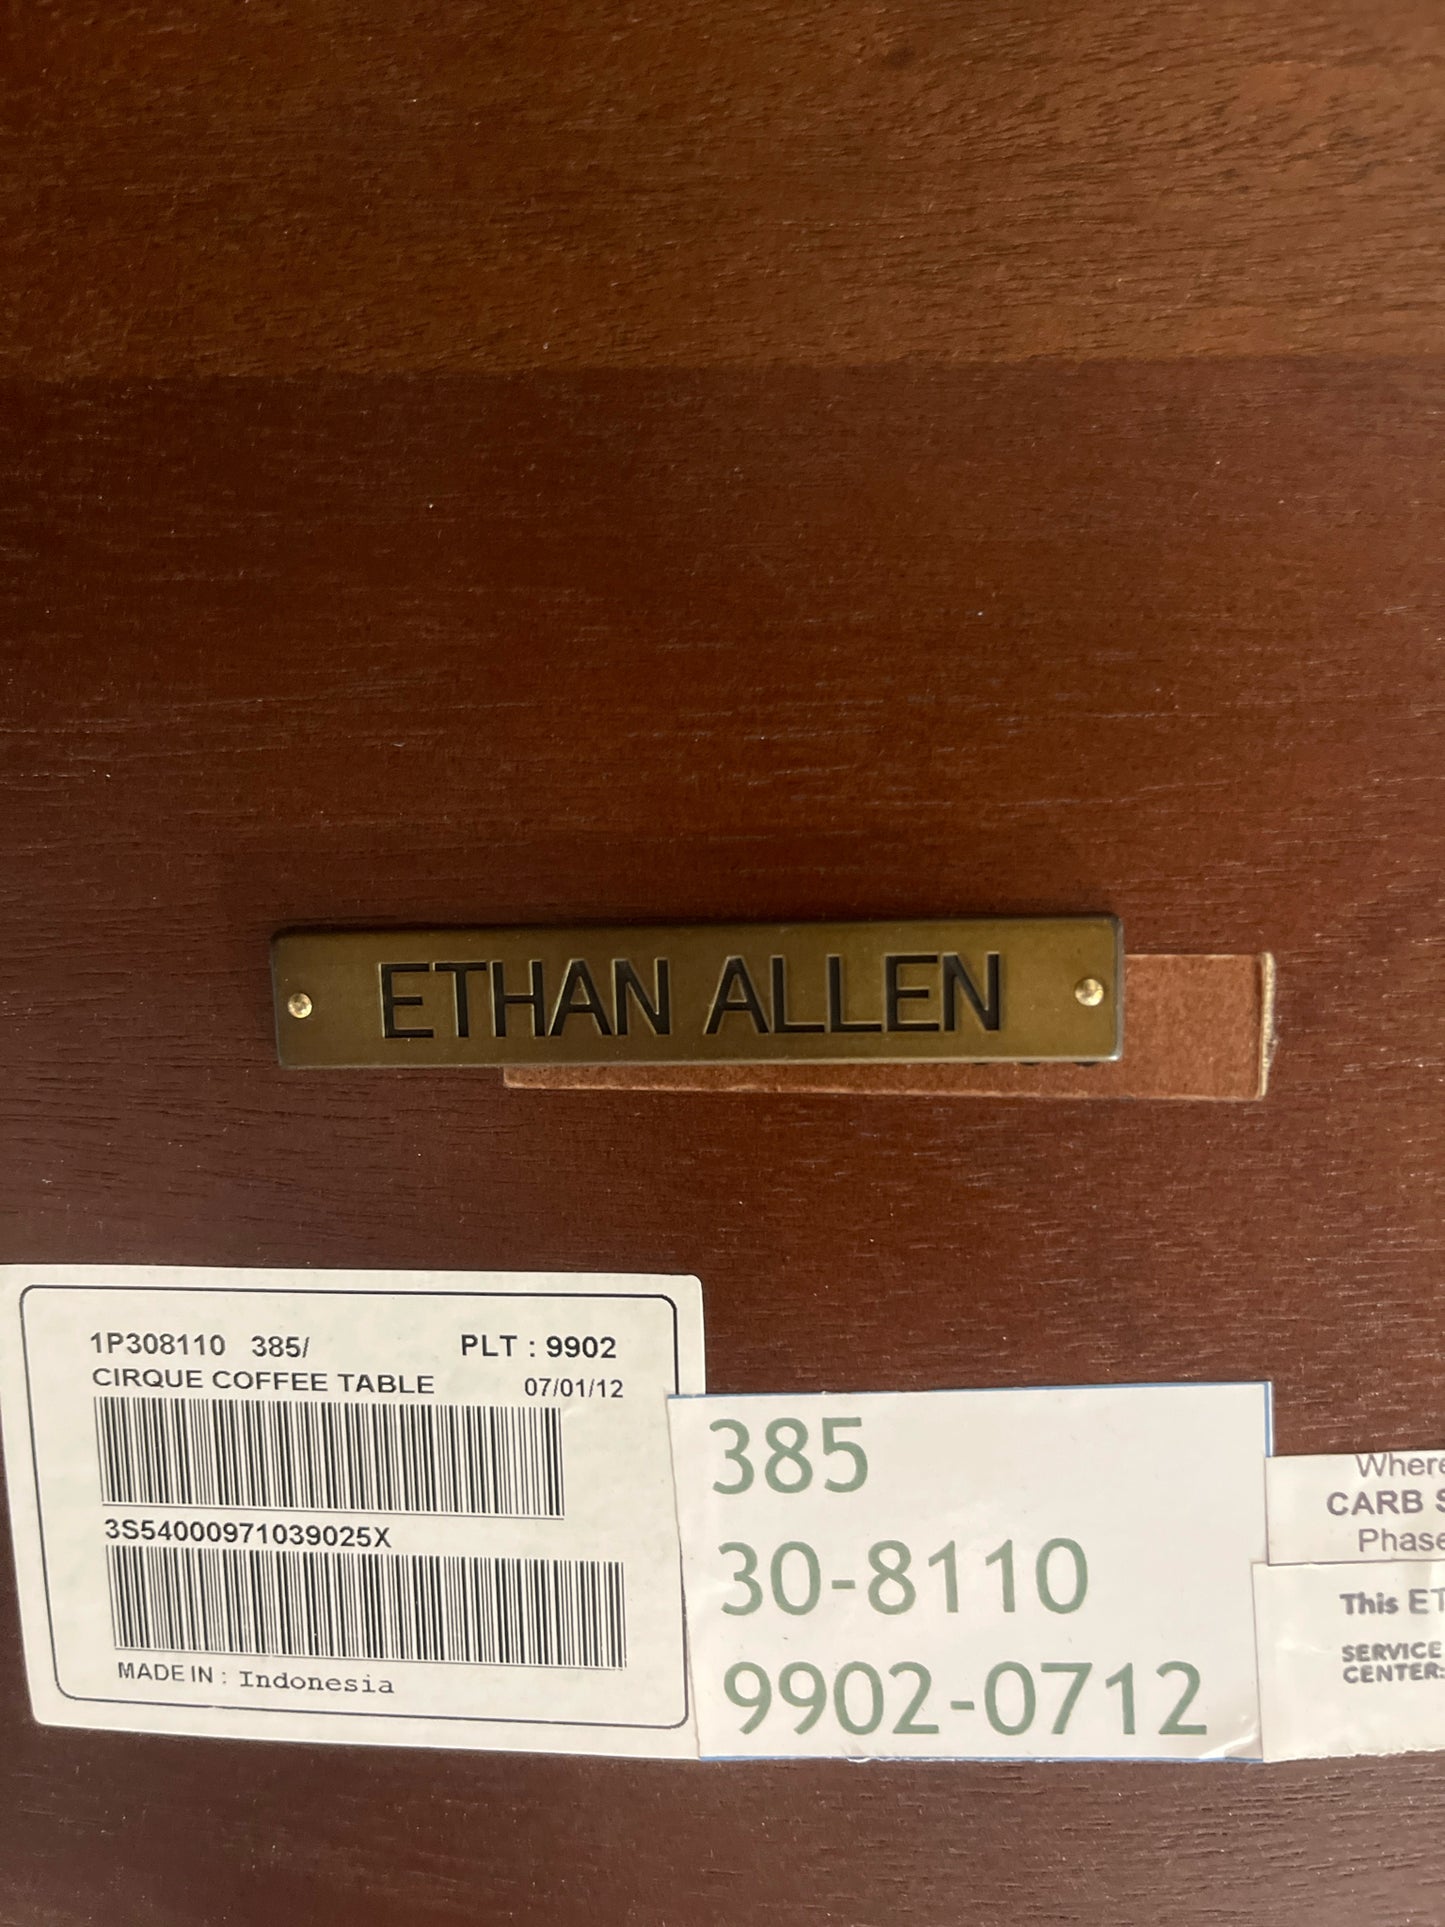 ETHAN ALLEN
1P308110 385/ PLT : 9902
CIRQUE COFFEE TABLE 07/01/12
3S54000971039025X
MADE IN : Indonesia
385
30-8110
9902-0712
Where
CARB S
Phase
This ET
SERVICE
CENTER: